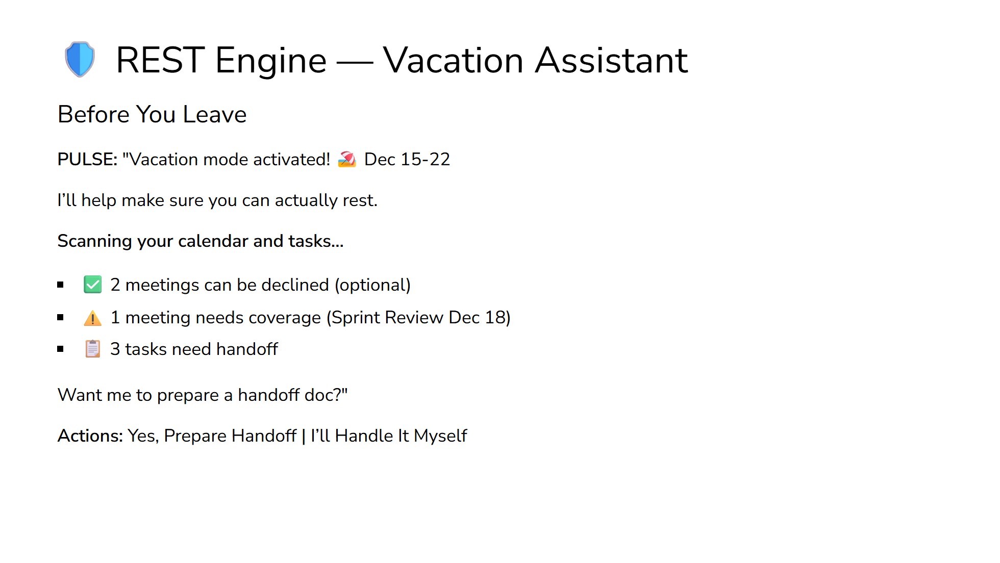 🛡️ REST Engine — Vacation Assistant
Before You Leave
PULSE: "Vacation mode activated! 🏖️ Dec 15-22
I’ll help make sure you can actually rest.
Scanning your calendar and tasks...
▪ ✅ 2 meetings can be declined (optional)
▪ ⚠️ 1 meeting needs coverage (Sprint Review Dec 18)
▪ 📋 3 tasks need handoff
Want me to prepare a handoff doc?"
Actions: Yes, Prepare Handoff | I’ll Handle It Myself